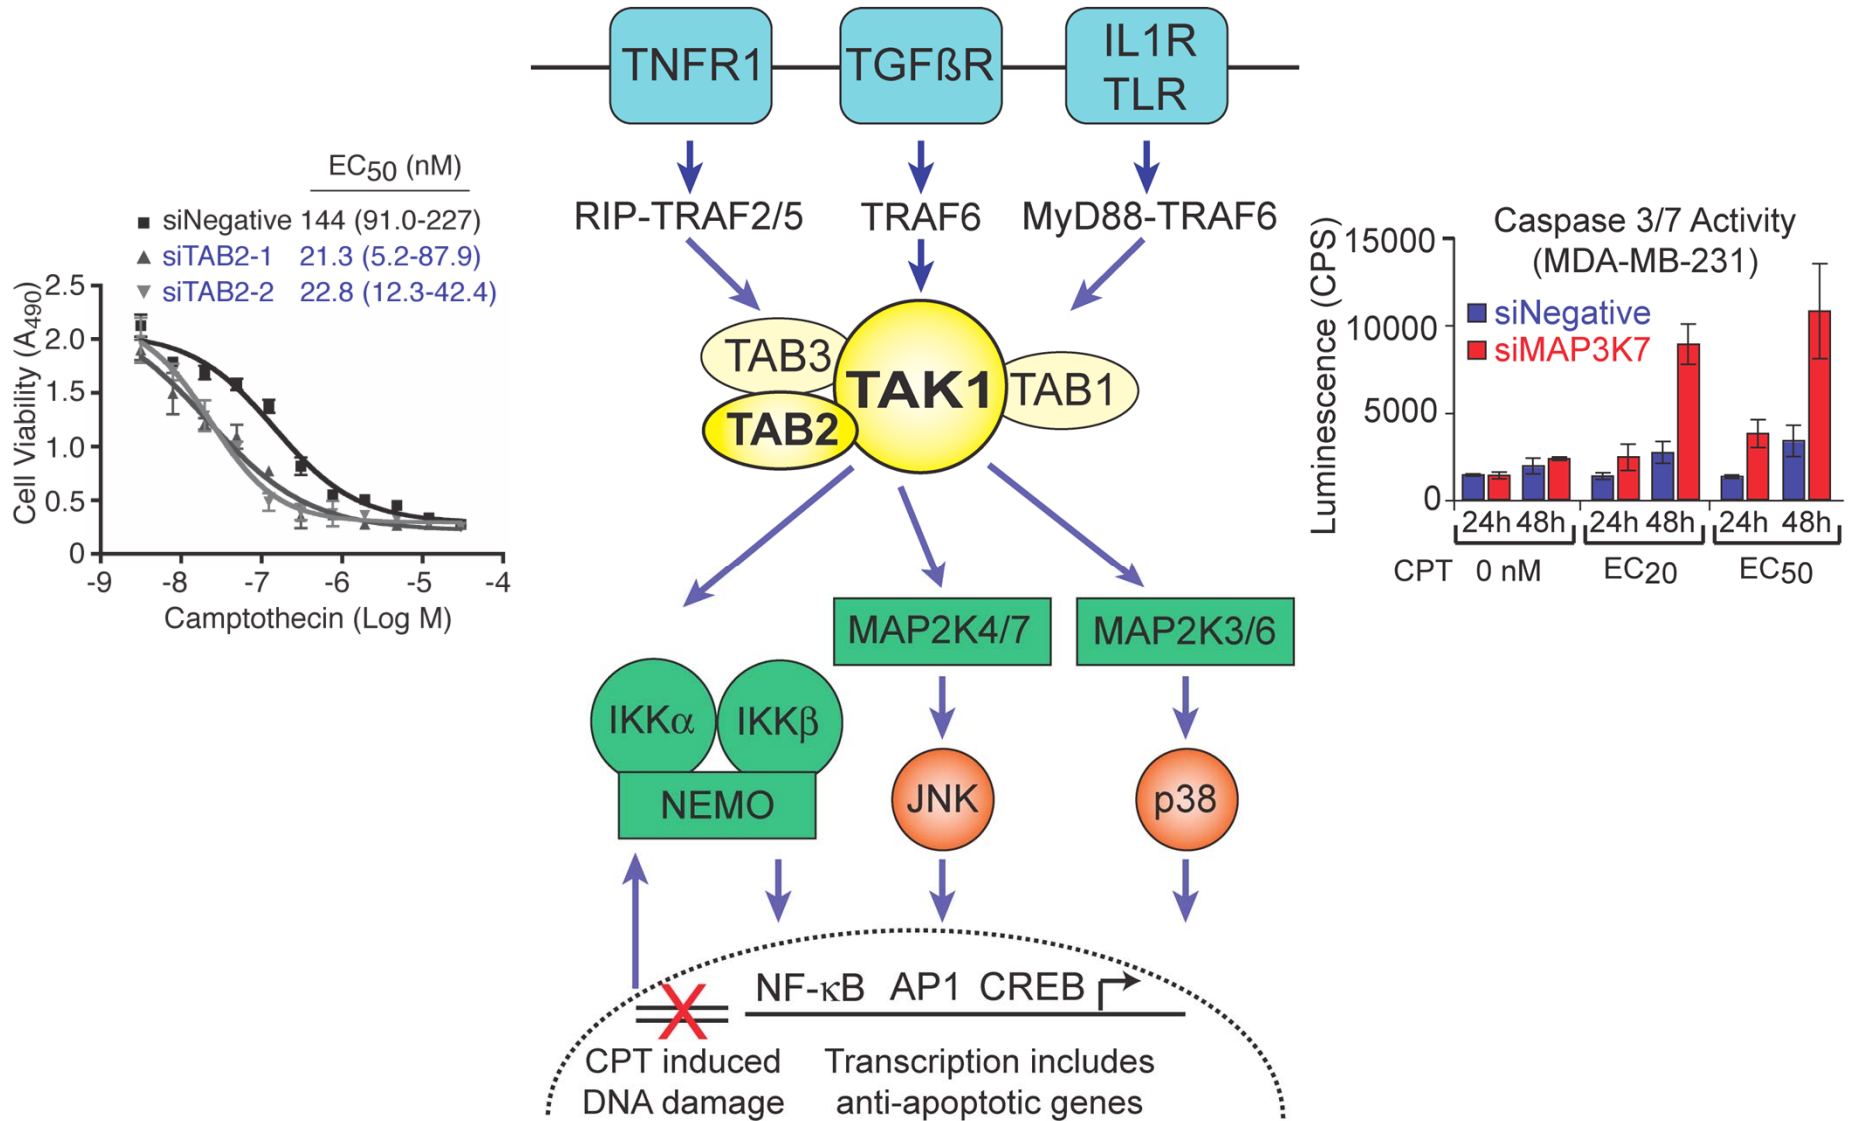 TNFR1
TGFßR
IL1R
TLR
RIP-TRAF2/5
TRAF6
MyD88-TRAF6
TAB3
TAB2
TAK1
TAB1
MAP2K4/7
MAP2K3/6
IKKα
IKKβ
NEMO
JNK
p38
NF-κB AP1 CREB
X
CPT induced
DNA damage
Transcription includes
anti-apoptotic genes
EC50 (nM)
siNegative 144 (91.0-227)
siTAB2-1 21.3 (5.2-87.9)
siTAB2-2 22.8 (12.3-42.4)
Cell Viability (A490)
2.5
2.0
1.5
1.0
0.5
0
-9 -8 -7 -6 -5 -4
Camptothecin (Log M)
Caspase 3/7 Activity
(MDA-MB-231)
siNegative
siMAP3K7
Luminescence (CPS)
15000
10000
5000
0
24h 48h 24h 48h 24h 48h
CPT 0 nM EC20 EC50